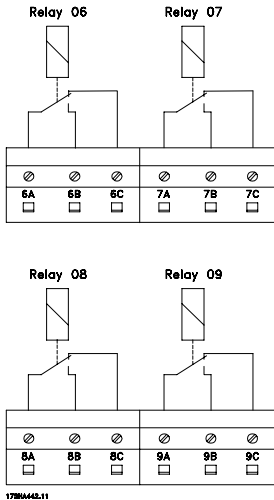 Relay 06 Relay 07
6A 6B 6C 7A 7B 7C
Relay 08 Relay 09
8A 8B 8C 9A 9B 9C
175HA442.11